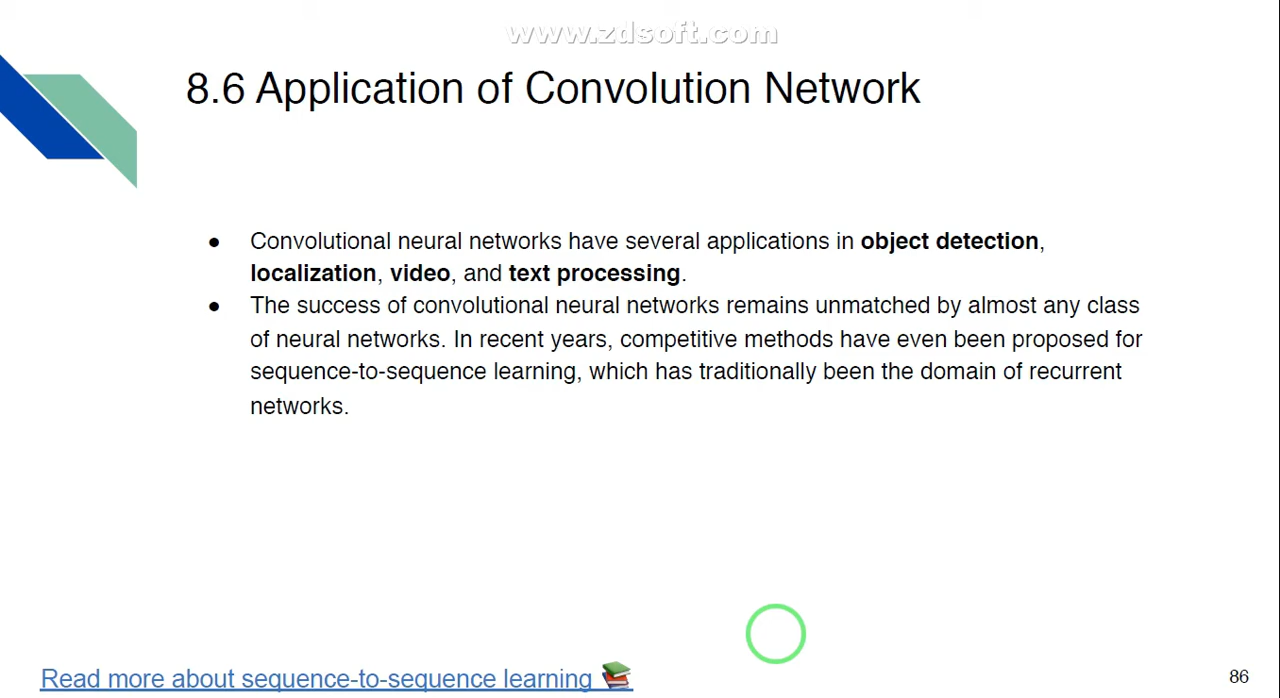 www.zdsoft.com
8.6 Application of Convolution Network
● Convolutional neural networks have several applications in object detection,
localization, video, and text processing.
● The success of convolutional neural networks remains unmatched by almost any class
of neural networks. In recent years, competitive methods have even been proposed for
sequence-to-sequence learning, which has traditionally been the domain of recurrent
networks.
Read more about sequence-to-sequence learning 📚
86